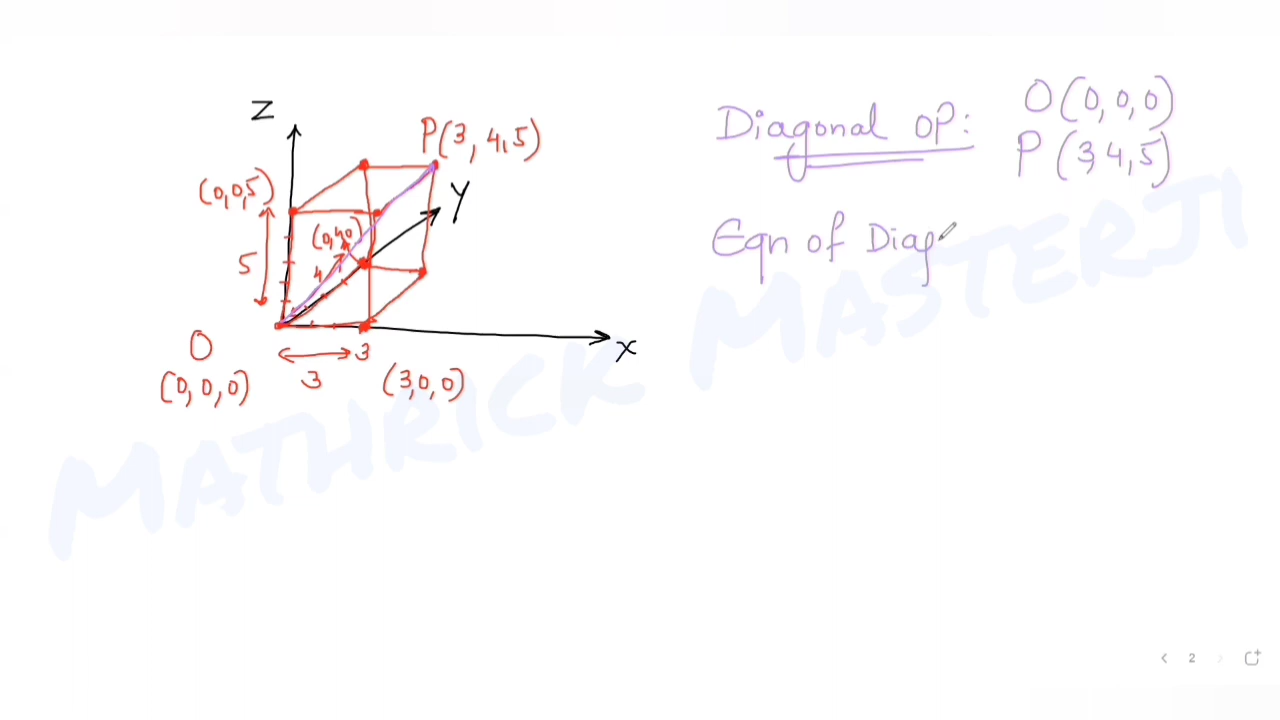 Z
P(3, 4,5)
(0,0,5)
Y
(0,4,0)
4
5
O
(0,0,0)
3
3
(3,0,0)
X
Diagonal OP:
O(0,0,0)
P(3,4,5)
Eqn of Diag
MATHRICK MASTERJI
2